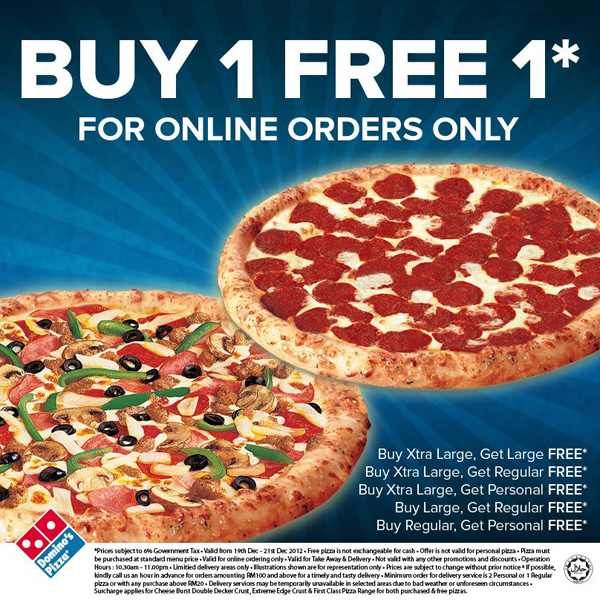 BUY 1 FREE 1*
FOR ONLINE ORDERS ONLY
Buy Xtra Large, Get Large FREE*
Buy Xtra Large, Get Regular FREE*
Buy Xtra Large, Get Personal FREE*
Buy Large, Get Regular FREE*
Buy Regular, Get Personal FREE*
Domino's
Pizza
*Prices subject to 6% Government Tax • Valid from 19th Dec - 21st Dec 2012 • Free pizza is not exchangeable for cash • Offer is not valid for personal pizza • Pizza must
be purchased at standard menu price • Valid for online ordering only • Valid for Take Away & Delivery • Not valid with any other promotions and discounts • Operation
Hours : 10.30am - 11.00pm • Limited delivery areas only • Illustrations shown are for representation only • Prices are subject to change without prior notice • If possible,
kindly call us an hour in advance for orders amounting RM100 and above for a timely and tasty delivery • Minimum order for delivery service is 2 Personal or 1 Regular
pizza or with any purchase above RM20 • Delivery services may be temporarily unavailable in selected areas due to bad weather or unforeseen circumstances •
Surcharge applies for Cheese Burst Double Decker Crust, Extreme Edge Crust & First Class Pizza Range for both purchased & free pizzas.